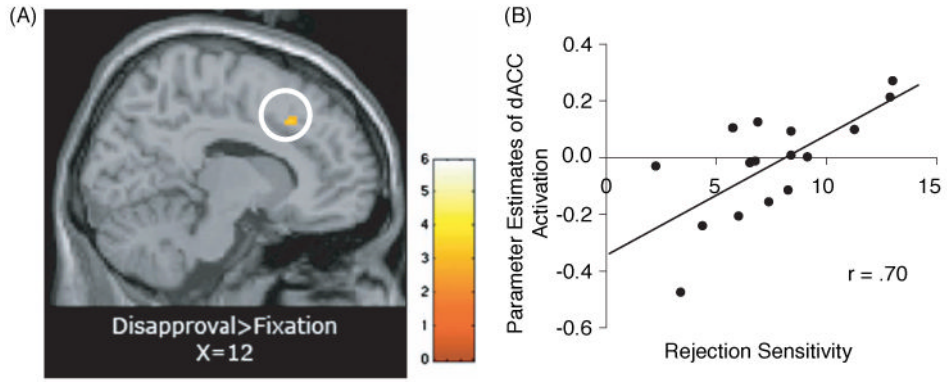 (A)
Disapproval>Fixation
X=12
6
5
4
3
2
1
0
(B)
Parameter Estimates of dACC
Activation
0.4
0.2
0.0
-0.2
-0.4
-0.6
0
5
10
15
r = .70
Rejection Sensitivity